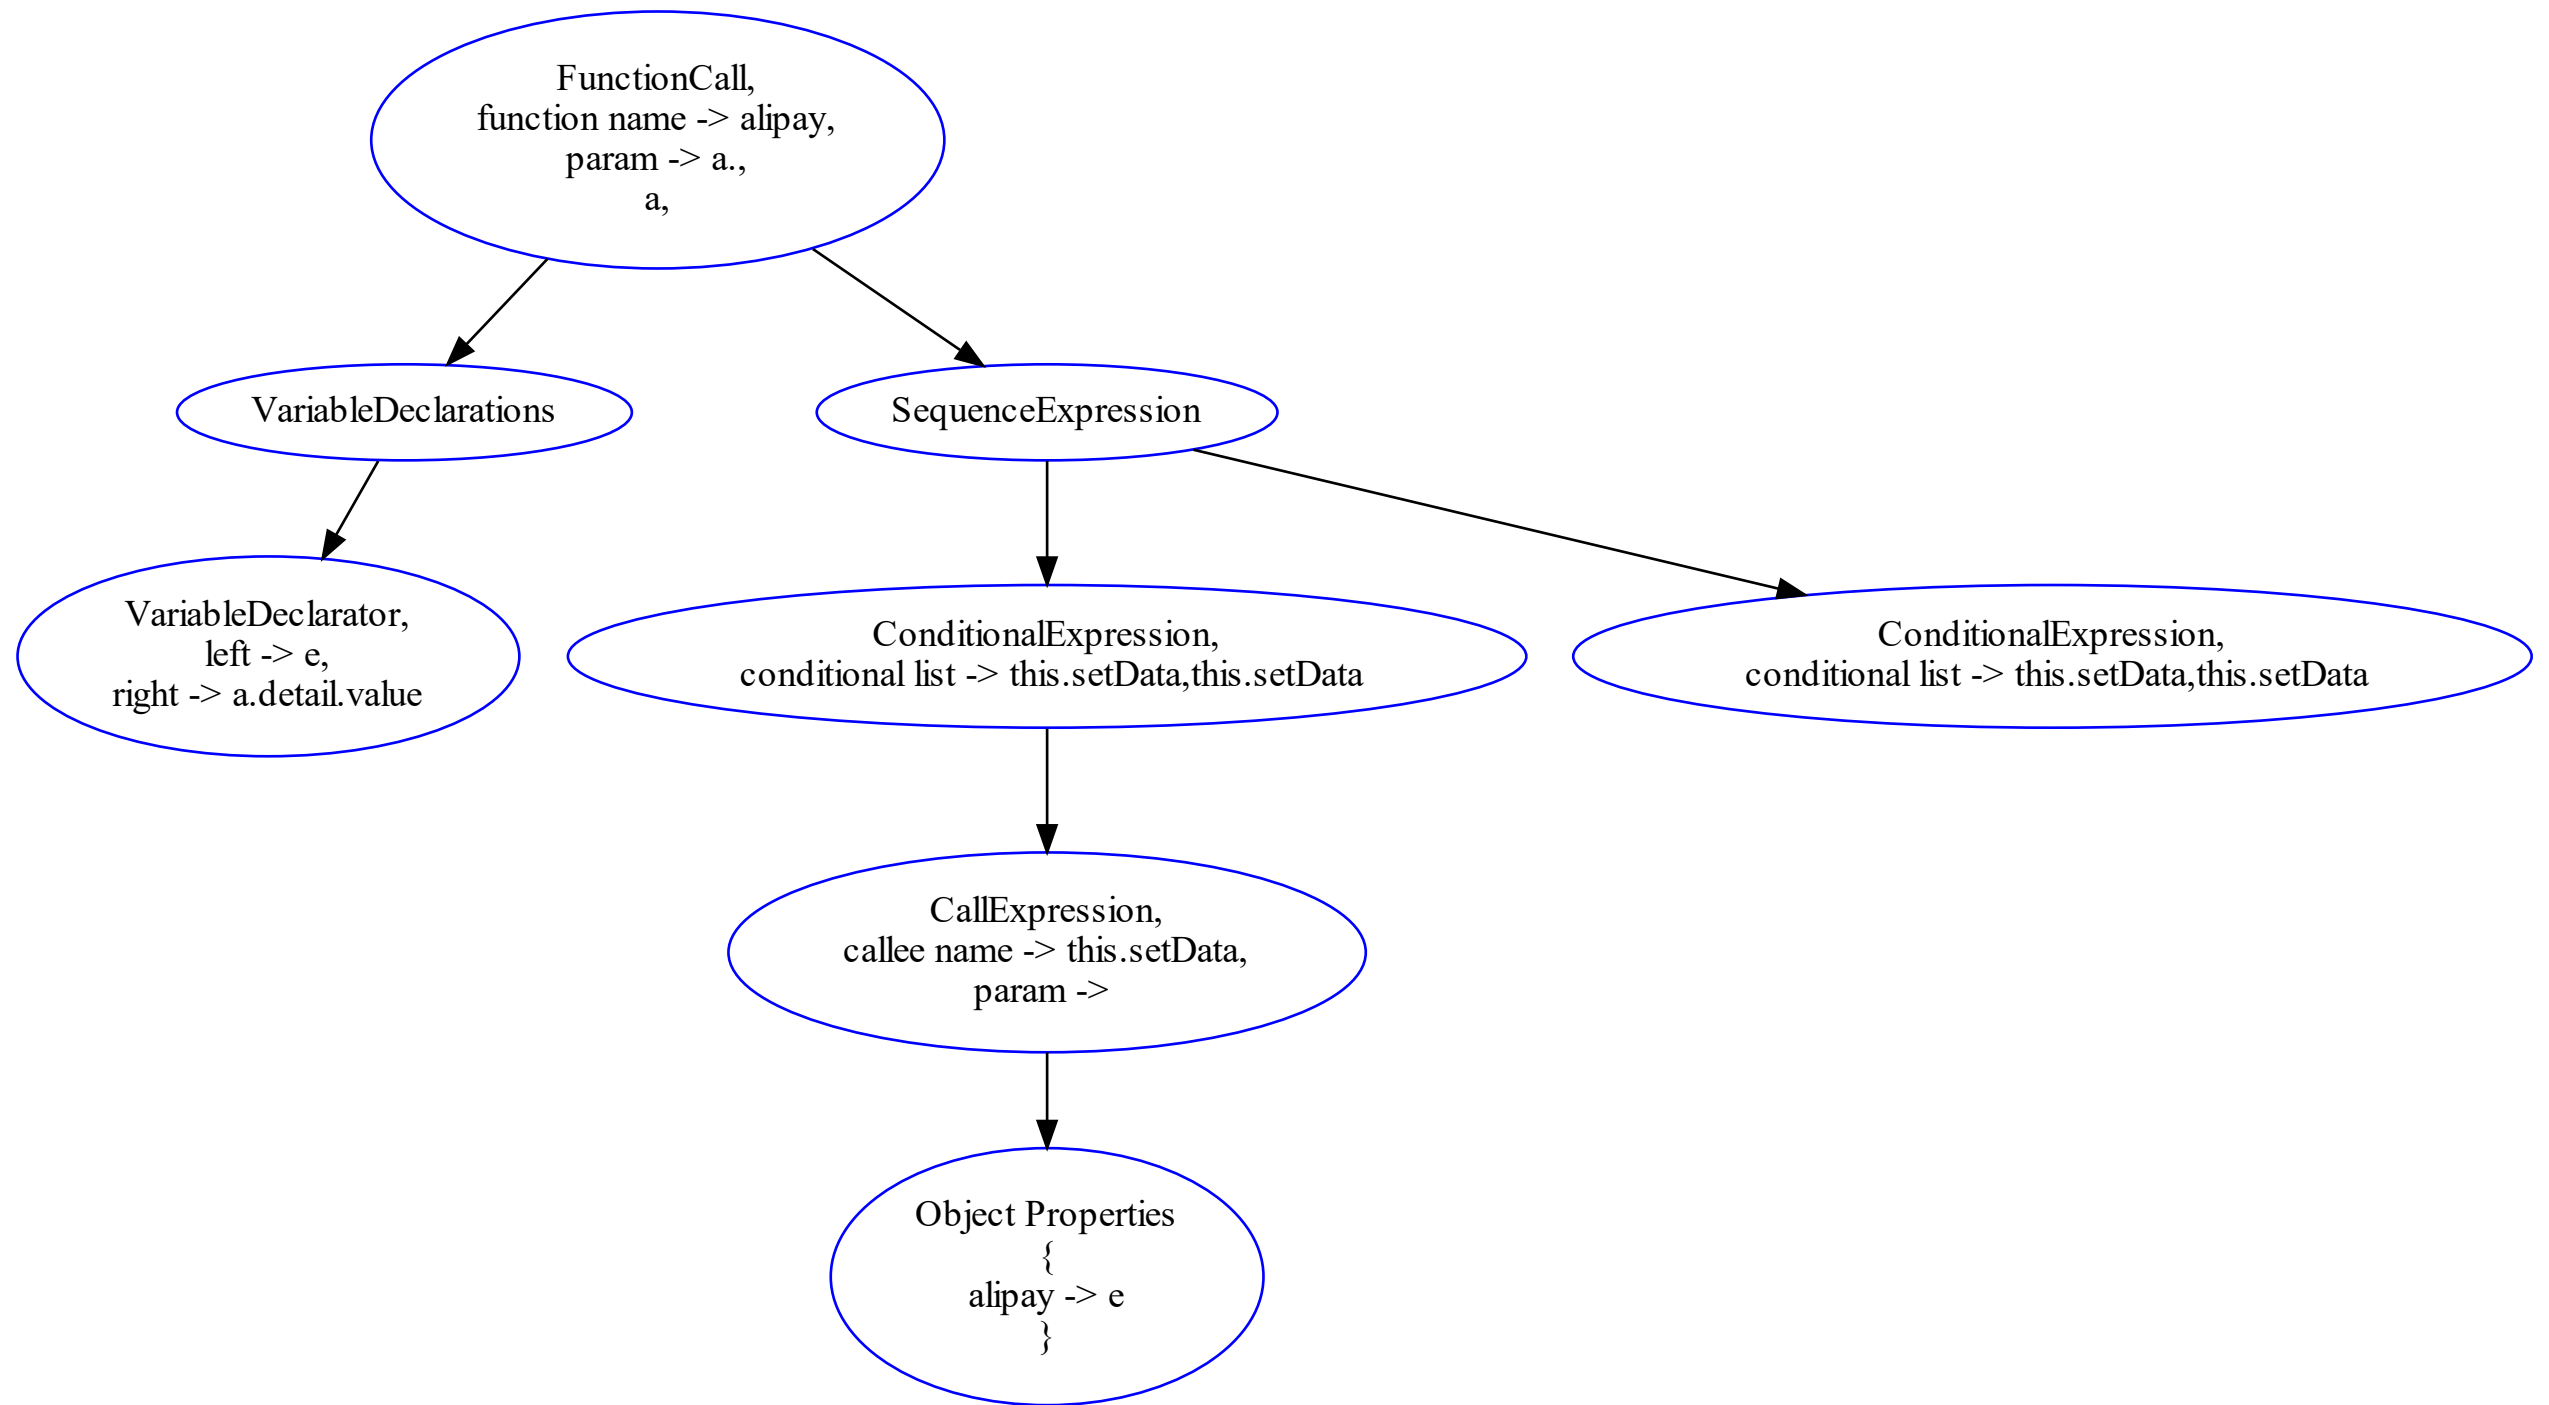 FunctionCall,
function name -> alipay,
param -> a.,
a,
VariableDeclarations
SequenceExpression
VariableDeclarator,
left -> e,
right -> a.detail.value
ConditionalExpression,
conditional list -> this.setData,this.setData
ConditionalExpression,
conditional list -> this.setData,this.setData
CallExpression,
callee name -> this.setData,
param ->
Object Properties
{
alipay -> e
}